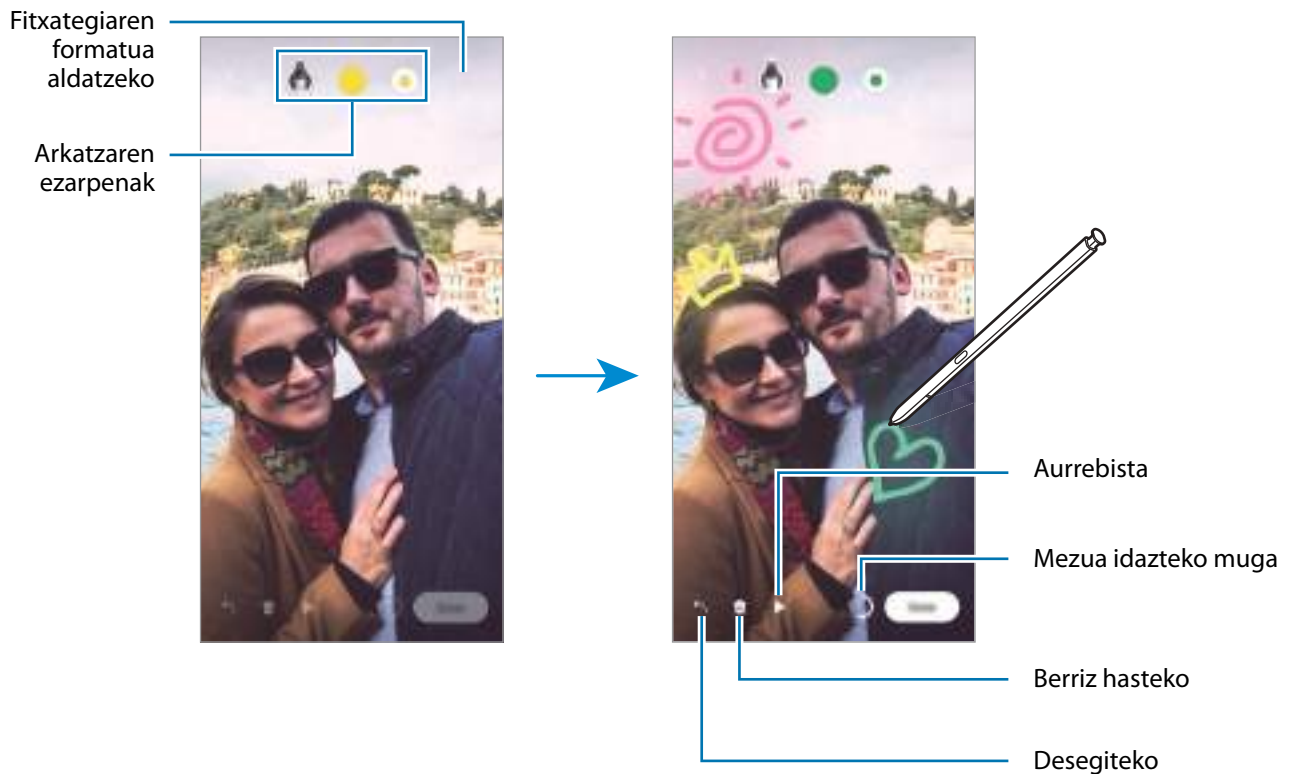 Fitxategiaren
formatua
aldatzeko
Arkatzaren
ezarpenak
Aurrebista
Mezua idazteko muga
Berriz hasteko
Desegiteko